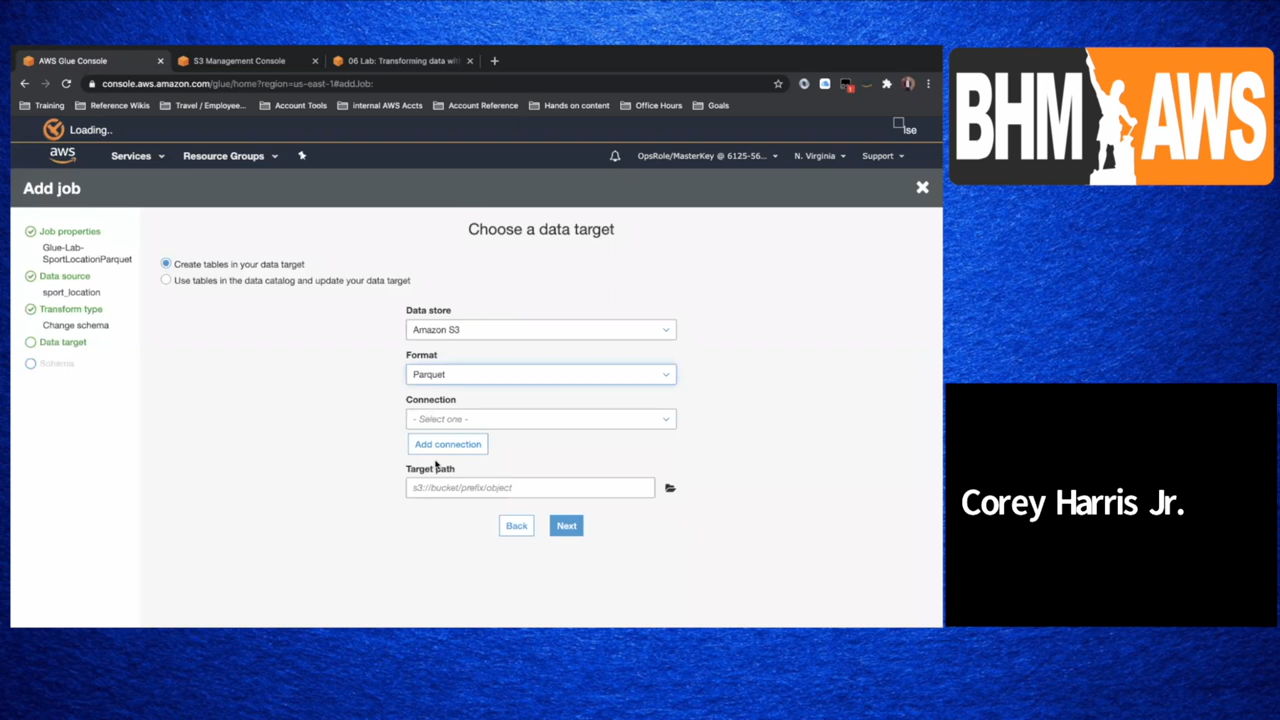 AWS Glue Console
S3 Management Console
06 Lab: Transforming data wit
console.aws.amazon.com/glue/home?region=us-east-1#addJob:
Training
Reference Wikis
Travel / Employee...
Account Tools
internal AWS Accts
Account Reference
Hands on content
Office Hours
Goals
Loading..
lse
aws
Services
Resource Groups
OpsRole/MasterKey @ 6125-56...
N. Virginia
Support
Add job
Job properties
Glue-Lab-
SportLocationParquet
Data source
sport_location
Transform type
Change schema
Data target
Schema
Choose a data target
Create tables in your data target
Use tables in the data catalog and update your data target
Data store
Amazon S3
Format
Parquet
Connection
- Select one -
Add connection
Target path
s3://bucket/prefix/object
Back
Next
BHM AWS
Corey Harris Jr.